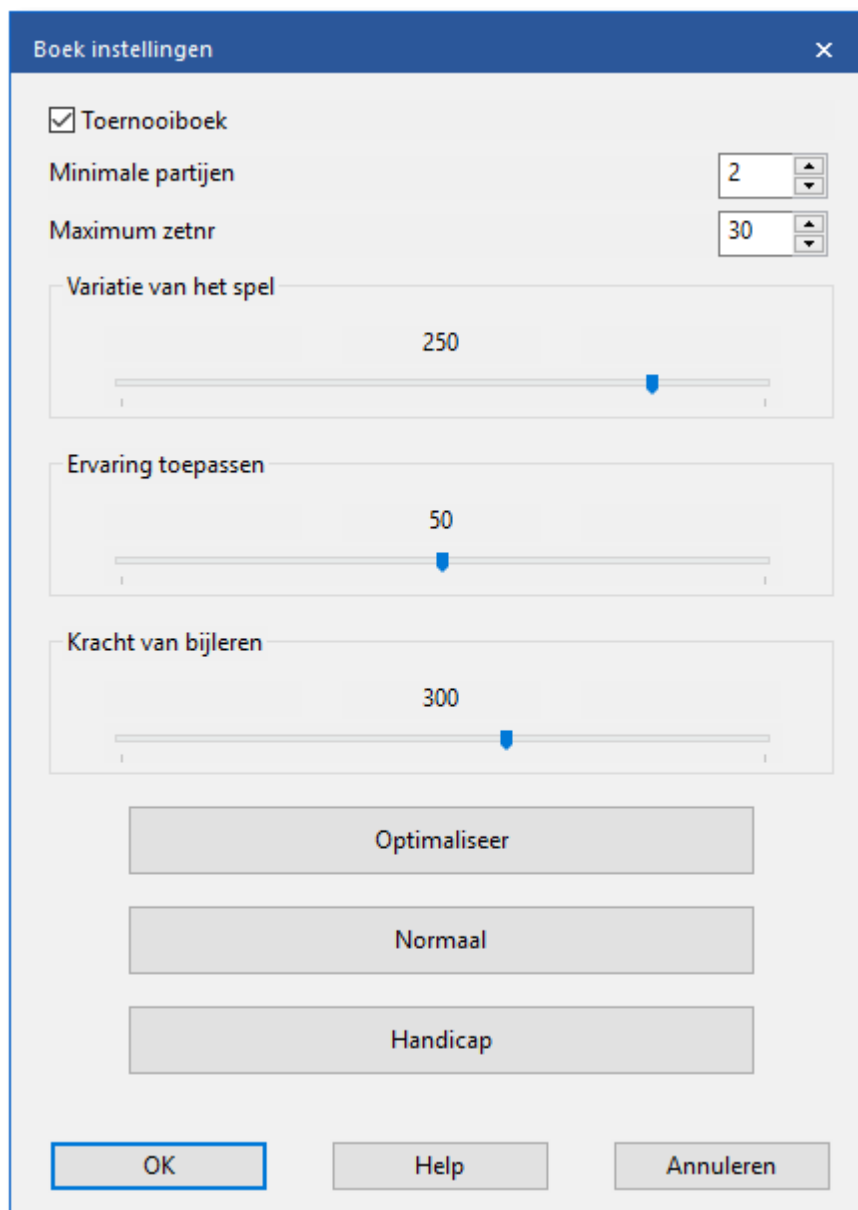 Boek instellingen
Toernooiboek
Minimale partijen 2
Maximum zetnr 30
Variatie van het spel
250
Ervaring toepassen
50
Kracht van bijleren
300
Optimaliseer
Normaal
Handicap
OK Help Annuleren